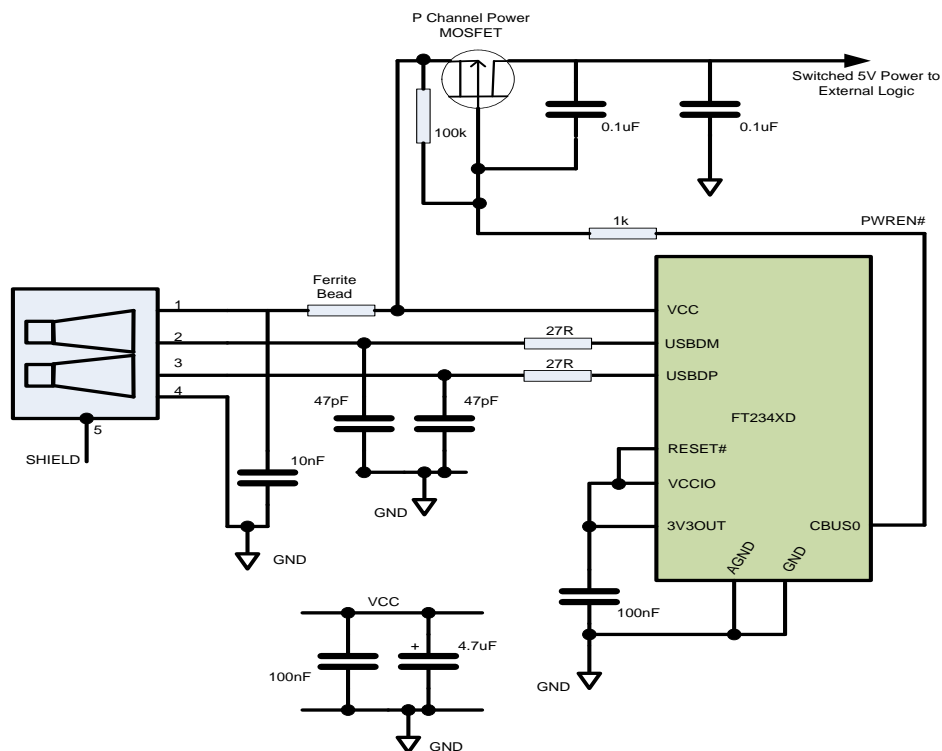 P Channel Power
MOSFET
Switched 5V Power to
External Logic
0.1uF
0.1uF
100k
1k
PWREN#
Ferrite
Bead
1
2
3
4
5
SHIELD
27R
27R
VCC
USBDM
USBDP
FT234XD
RESET#
VCCIO
3V3OUT
CBUS0
AGND
GND
47pF
47pF
10nF
GND
GND
100nF
GND
VCC
100nF
+
4.7uF
GND